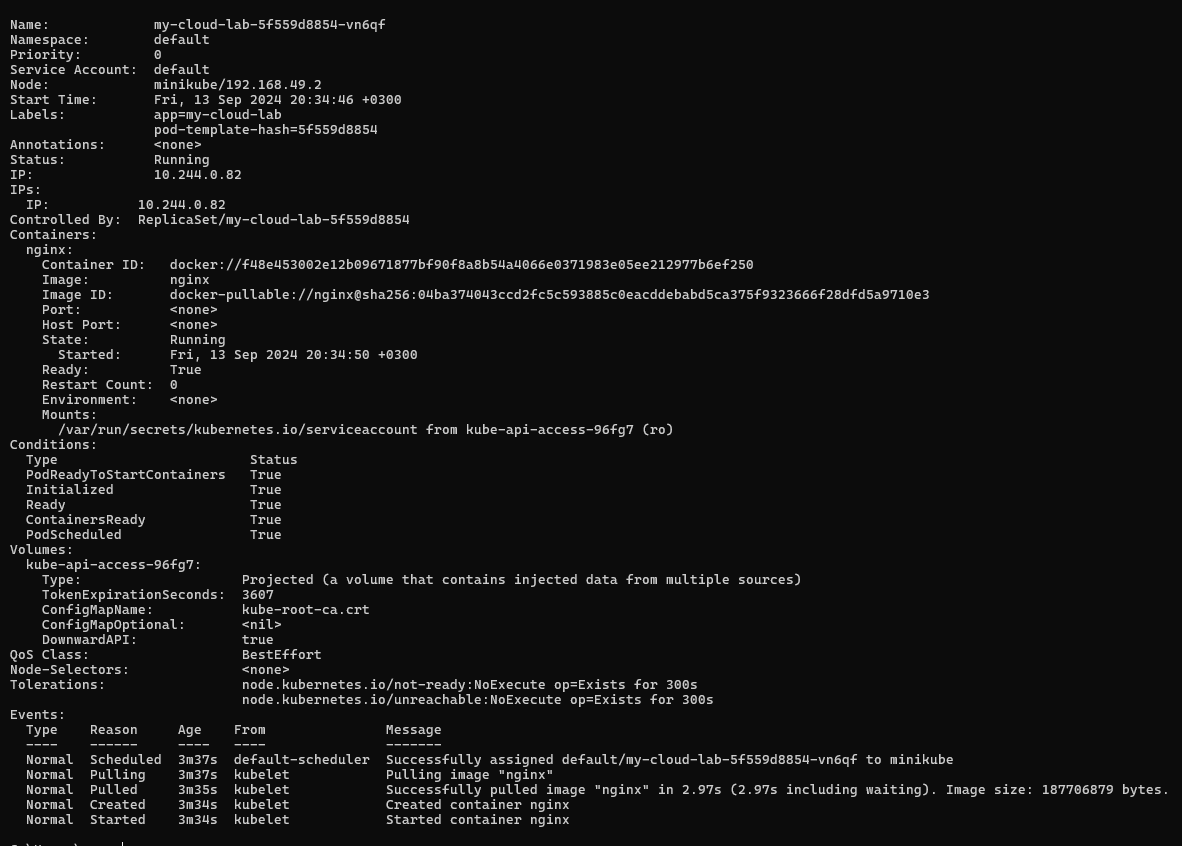 Name:             my-cloud-lab-5f559d8854-vn6qf
Namespace:        default
Priority:         0
Service Account:  default
Node:             minikube/192.168.49.2
Start Time:       Fri, 13 Sep 2024 20:34:46 +0300
Labels:           app=my-cloud-lab
                  pod-template-hash=5f559d8854
Annotations:      <none>
Status:           Running
IP:               10.244.0.82
IPs:
  IP:           10.244.0.82
Controlled By:  ReplicaSet/my-cloud-lab-5f559d8854
Containers:
  nginx:
    Container ID:   docker://f48e453002e12b09671877bf90f8a8b54a4066e0371983e05ee212977b6ef250
    Image:          nginx
    Image ID:       docker-pullable://nginx@sha256:04ba374043ccd2fc5c593885c0eacddebabd5ca375f9323666f28dfd5a9710e3
    Port:           <none>
    Host Port:      <none>
    State:          Running
      Started:      Fri, 13 Sep 2024 20:34:50 +0300
    Ready:          True
    Restart Count:  0
    Environment:    <none>
    Mounts:
      /var/run/secrets/kubernetes.io/serviceaccount from kube-api-access-96fg7 (ro)
Conditions:
  Type                        Status
  PodReadyToStartContainers   True
  Initialized                 True
  Ready                       True
  ContainersReady             True
  PodScheduled                True
Volumes:
  kube-api-access-96fg7:
    Type:                    Projected (a volume that contains injected data from multiple sources)
    TokenExpirationSeconds:  3607
    ConfigMapName:           kube-root-ca.crt
    ConfigMapOptional:       <nil>
    DownwardAPI:             true
QoS Class:                   BestEffort
Node-Selectors:              <none>
Tolerations:                 node.kubernetes.io/not-ready:NoExecute op=Exists for 300s
                             node.kubernetes.io/unreachable:NoExecute op=Exists for 300s
Events:
  Type    Reason     Age    From               Message
  ----    ------     ----   ----               -------
  Normal  Scheduled  3m37s  default-scheduler  Successfully assigned default/my-cloud-lab-5f559d8854-vn6qf to minikube
  Normal  Pulling    3m37s  kubelet            Pulling image "nginx"
  Normal  Pulled     3m35s  kubelet            Successfully pulled image "nginx" in 2.97s (2.97s including waiting). Image size: 187706879 bytes.
  Normal  Created    3m34s  kubelet            Created container nginx
  Normal  Started    3m34s  kubelet            Started container nginx